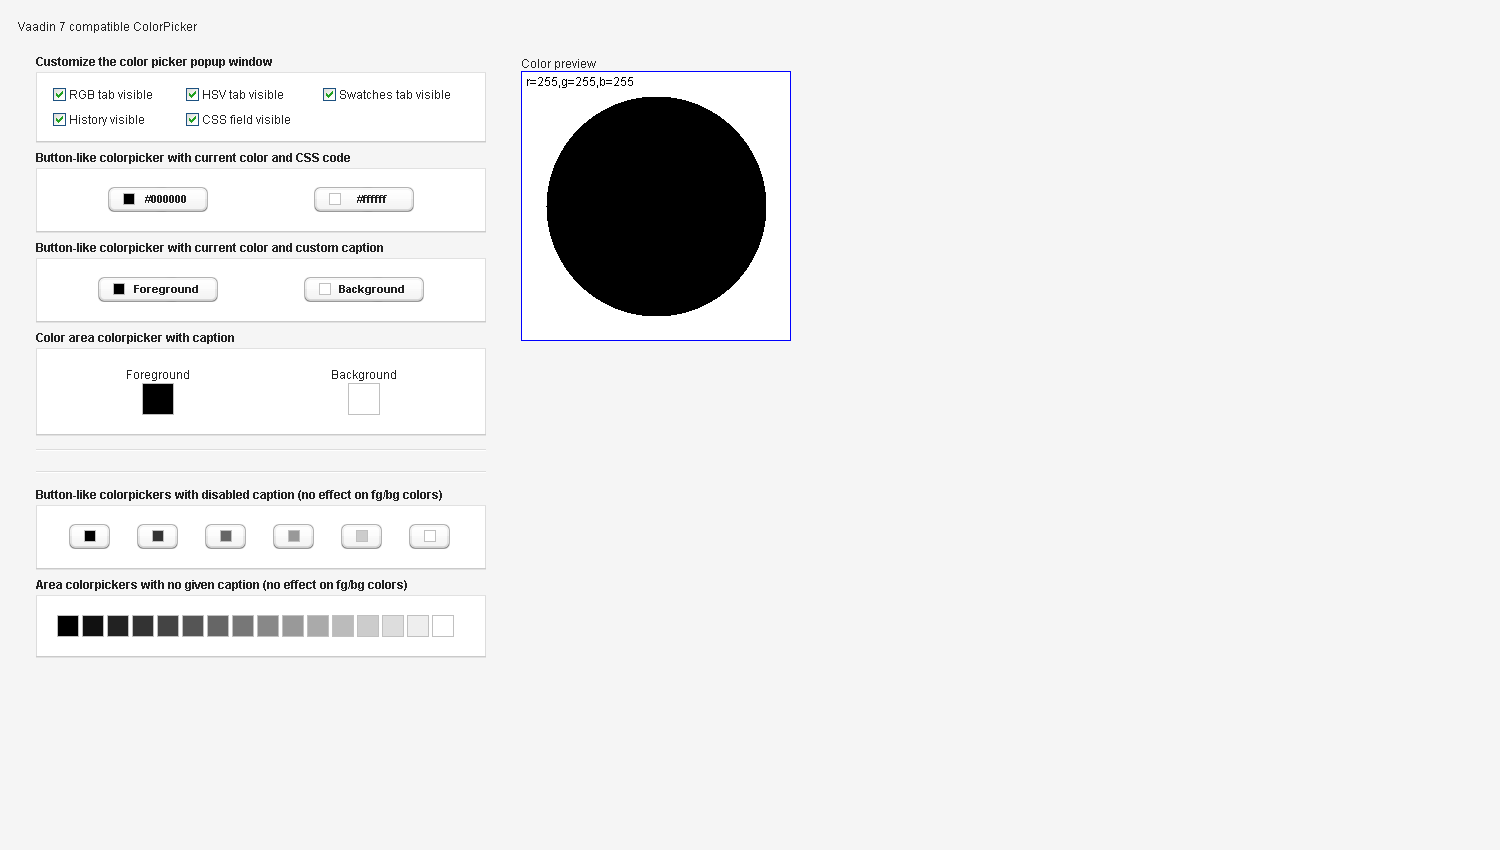 Vaadin 7 compatible ColorPicker
Customize the color picker popup window
RGB tab visible
HSV tab visible
Swatches tab visible
History visible
CSS field visible
Button-like colorpicker with current color and CSS code
#000000
#ffffff
Button-like colorpicker with current color and custom caption
Foreground
Background
Color area colorpicker with caption
Foreground
Background
Button-like colorpickers with disabled caption (no effect on fg/bg colors)
Area colorpickers with no given caption (no effect on fg/bg colors)
Color preview
r=255,g=255,b=255